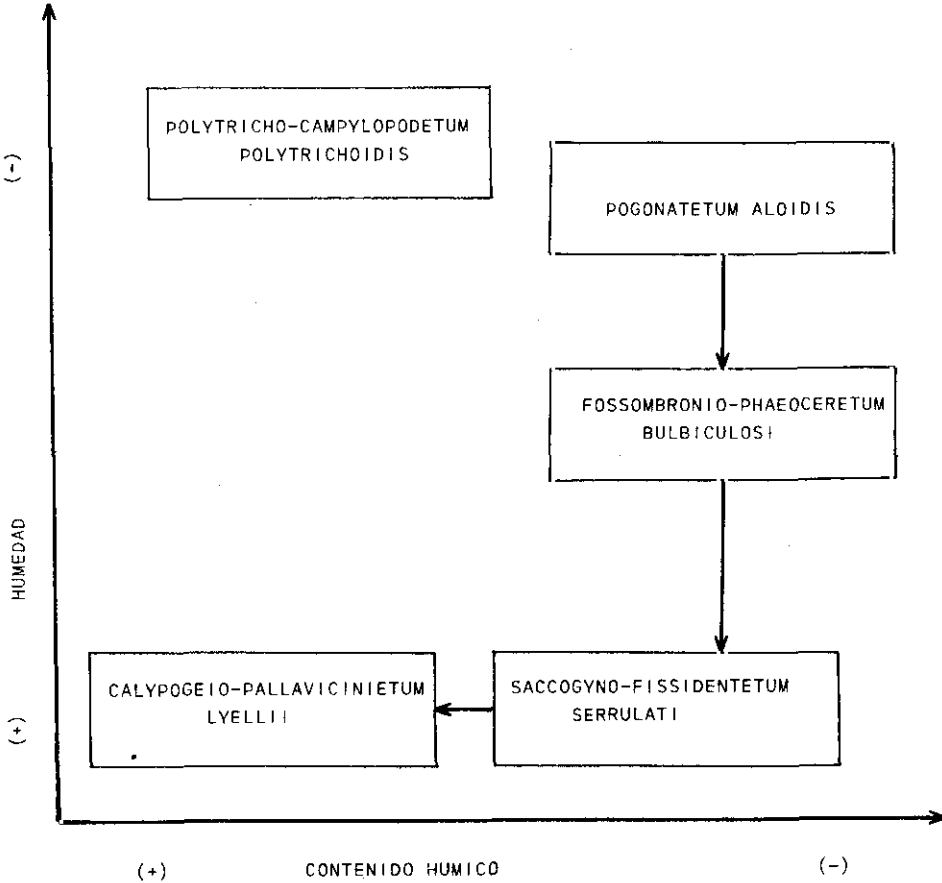 POLYTRICHO-CAMPYLOPODETUM
POLYTRICHOIDIS
(-)
POGONATETUM ALOIDIS
FOSSOMBRONIO-PHAEOCERETUM
BULBICULOSI
HUMEDAD
CALYPOGEIO-PALLAVICINIETUM
LYELLII
SACCOGYNO-FISSIDENTETUM
SERRULATI
(+)
(+) CONTENIDO HUMICO (-)